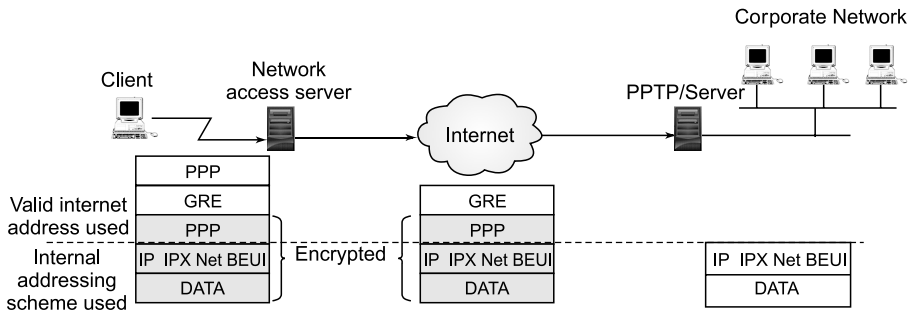 Corporate Network
Client
Network
access server
PPTP/Server
Internet
PPP
GRE
PPP
IP IPX Net BEUI
DATA
Valid internet
address used
Internal
addressing
scheme used
Encrypted
GRE
PPP
IP IPX Net BEUI
DATA
IP IPX Net BEUI
DATA